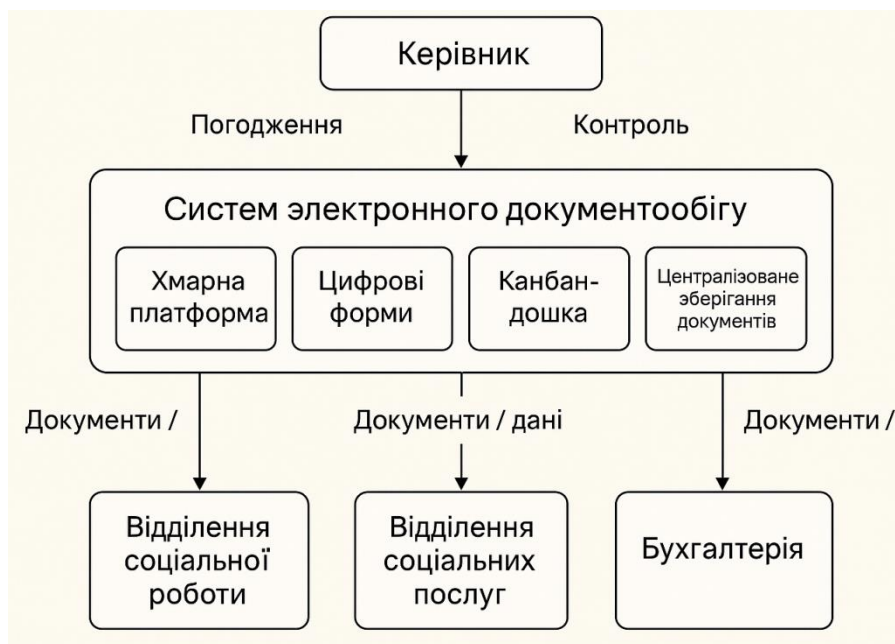 Керівник
Погодження
Контроль
Систем электронного документообігу
Хмарна
платформа
Цифрові
форми
Канбан-
дошка
Централізоване
эберігання
документів
Документи /
Документи / дані
Документи /
Відділення
соціальної
роботи
Відділення
соціальних
послуг
Бухгалтерія